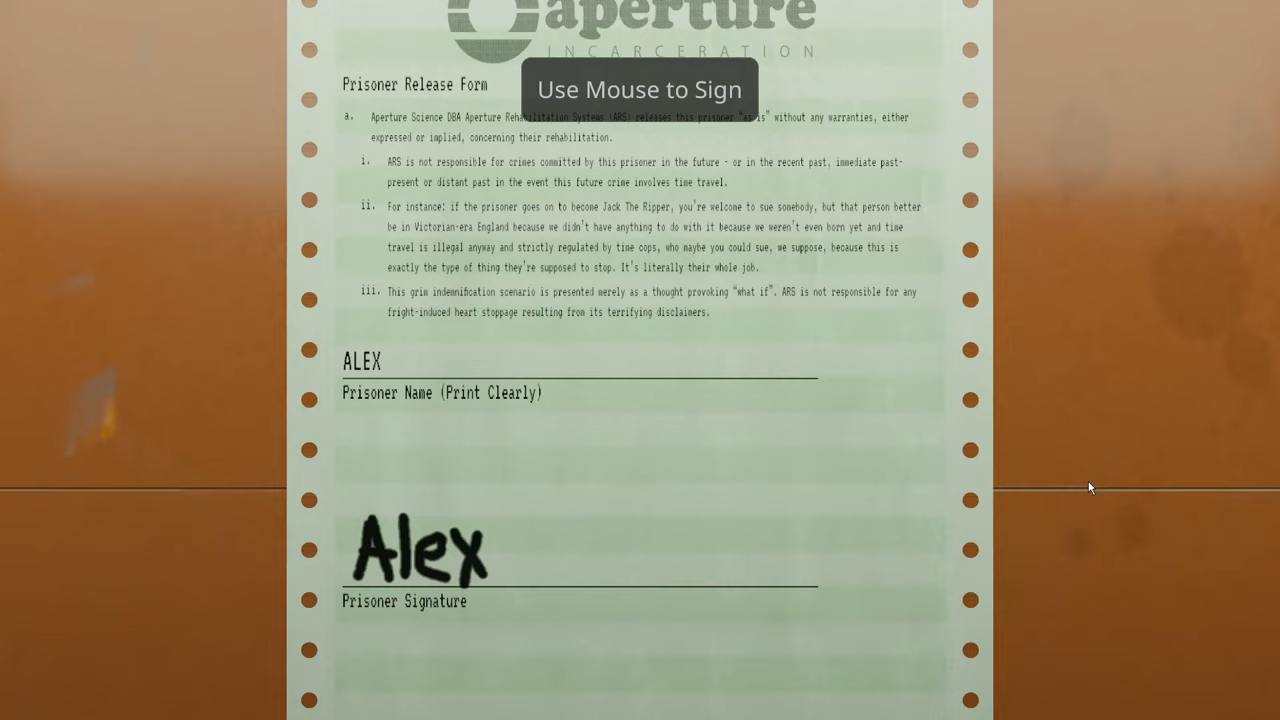 aperture
INCARCERATION
Prisoner Release Form
Use Mouse to Sign
a. Aperture Science DBA Aperture Rehabilitation Systems (ARS) releases this prisoner "as is" without any warranties, either
expressed or implied, concerning their rehabilitation.
i. ARS is not responsible for crimes committed by this prisoner in the future - or in the recent past, immediate past-
present or distant past in the event this future crime involves time travel.
ii. For instance: if the prisoner goes on to become Jack The Ripper, you're welcome to sue somebody, but that person better
be in Victorian-era England because we didn't have anything to do with it because we weren't even born yet and time
travel is illegal anyway and strictly regulated by time cops, who maybe you could sue, we suppose, because this is
exactly the type of thing they're supposed to stop. It's literally their whole job.
iii. This grim indemnification scenario is presented merely as a thought provoking “what if”. ARS is not responsible for any
fright-induced heart stoppage resulting from its terrifying disclaimers.
ALEX
Prisoner Name (Print Clearly)
Alex
Prisoner Signature